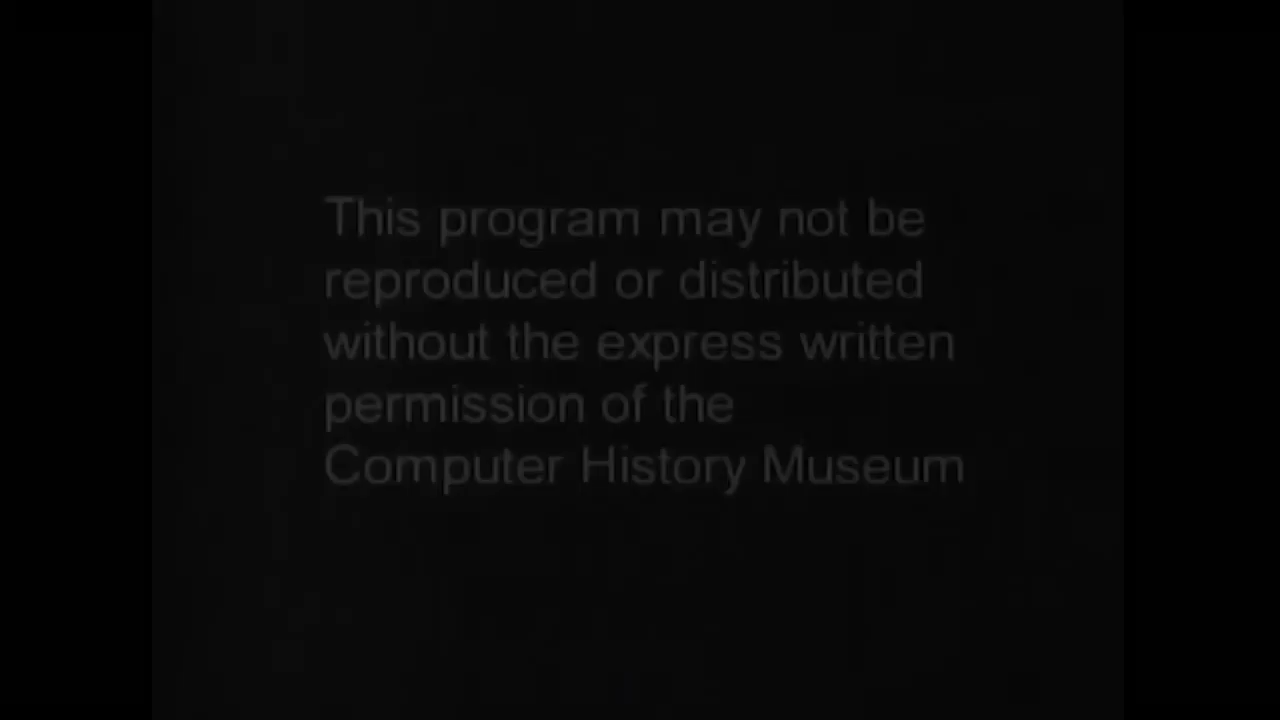 This program may not be
reproduced or distributed
without the express written
permission of the
Computer History Museum